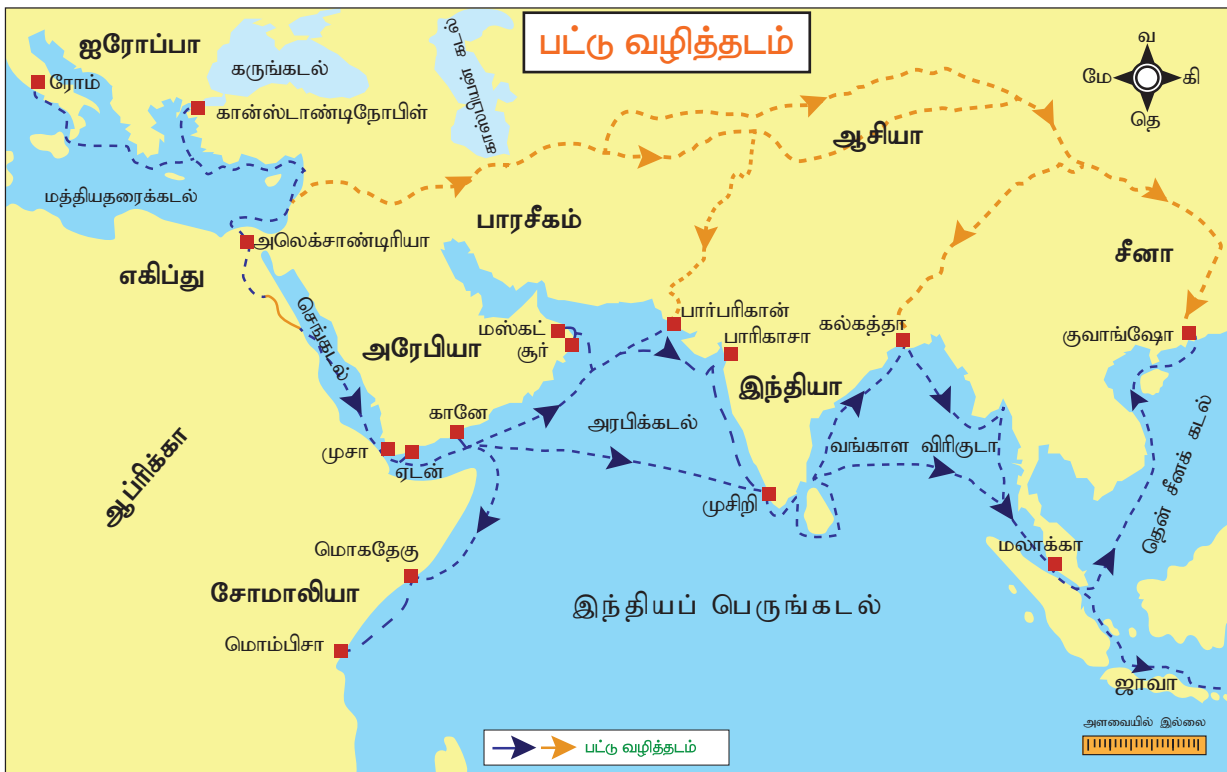 பட்டு வழித்தடம்
ஐரோப்பா
ரோம்
கருங்கடல்
காஸ்பியன் கடல்
கான்ஸ்டாண்டிநோபிள்
வ
மே
கி
தெ
ஆசியா
மத்தியதரைக்கடல்
பாரசீகம்
அலெக்சாண்டிரியா
எகிப்து
சீனா
செங்கடல்
மஸ்கட்
சூர்
அரேபியா
பார்பரிகான்
பாரிகாசா
கல்கத்தா
குவாங்ஷோ
இந்தியா
கானே
அரபிக்கடல்
முசா
ஏடன்
வங்காள விரிகுடா
தென் சீனக் கடல்
ஆப்ரிக்கா
முசிறி
மலாக்கா
மொகதேகு
சோமாலியா
இந்தியப் பெருங்கடல்
மொம்பிசா
ஜாவா
அளவையில் இல்லை
பட்டு வழித்தடம்